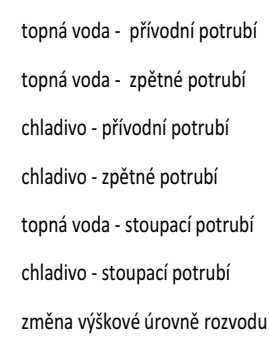 topná voda -  přívodní potrubí
topná voda -  zpětné potrubí
chladivo - přívodní potrubí
chladivo - zpětné potrubí
topná voda - stoupací potrubí
chladivo - stoupací potrubí
změna výškové úrovně rozvodu